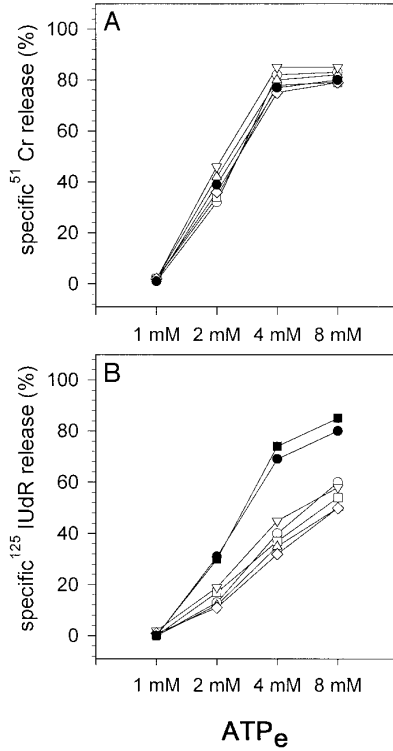 A
specific 51 Cr release (%)
100
80
60
40
20
0
1 mM 2 mM 4 mM 8 mM
B
specific 125 IUdR release (%)
100
80
60
40
20
0
1 mM 2 mM 4 mM 8 mM
ATPe